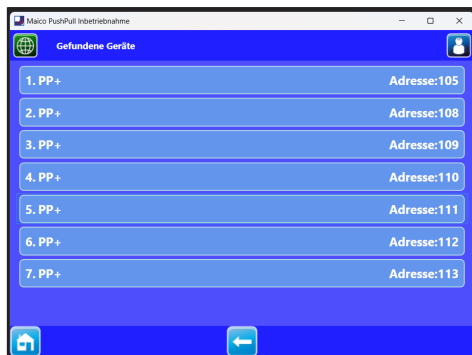 Maico PushPull Inbetriebnahme
Gefundene Geräte
1. PP+ Adresse:105
2. PP+ Adresse:108
3. PP+ Adresse:109
4. PP+ Adresse:110
5. PP+ Adresse:111
6. PP+ Adresse:112
7. PP+ Adresse:113